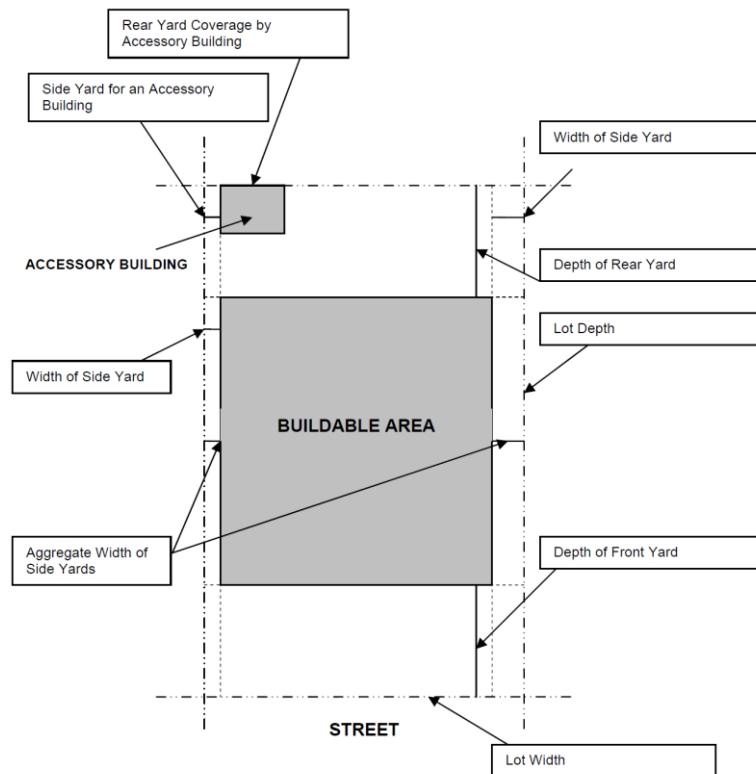 Rear Yard Coverage by
Accessory Building
Side Yard for an Accessory
Building
Width of Side Yard
ACCESSORY BUILDING
Depth of Rear Yard
Lot Depth
Width of Side Yard
BUILDABLE AREA
Aggregate Width of
Side Yards
Depth of Front Yard
STREET
Lot Width